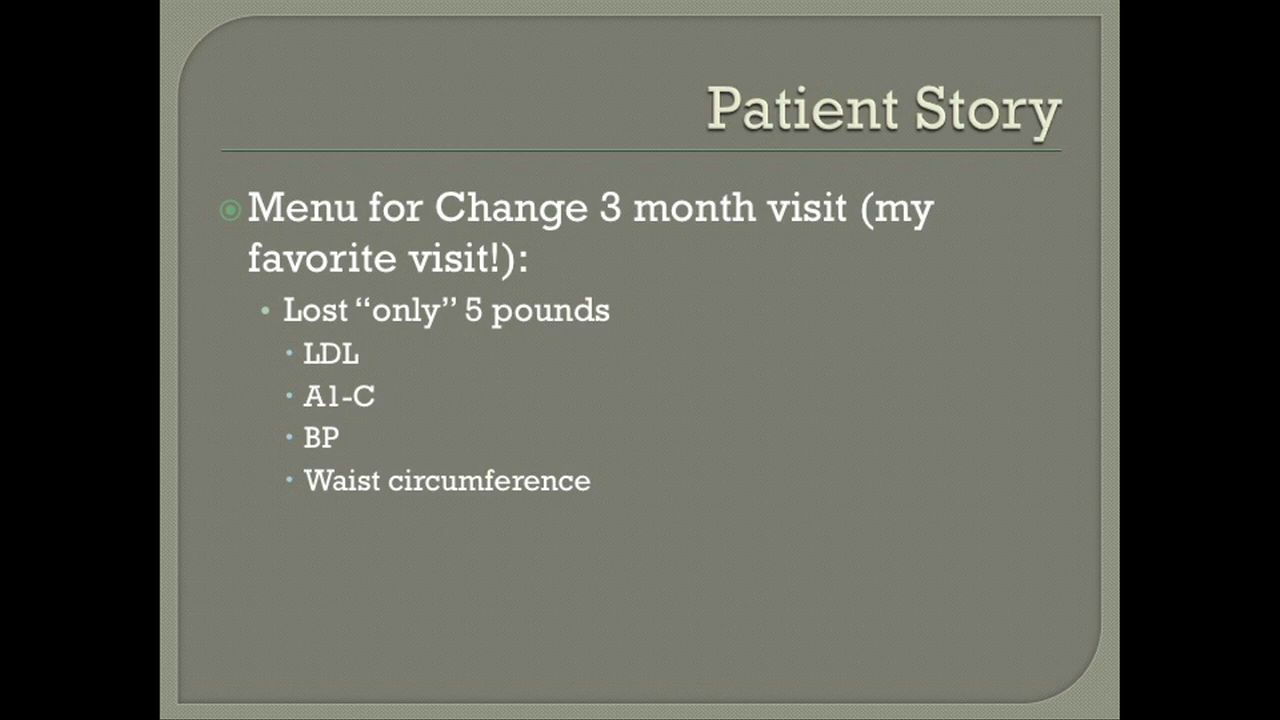 Patient Story
Menu for Change 3 month visit (my
favorite visit!):
Lost “only” 5 pounds
LDL
A1-C
BP
Waist circumference